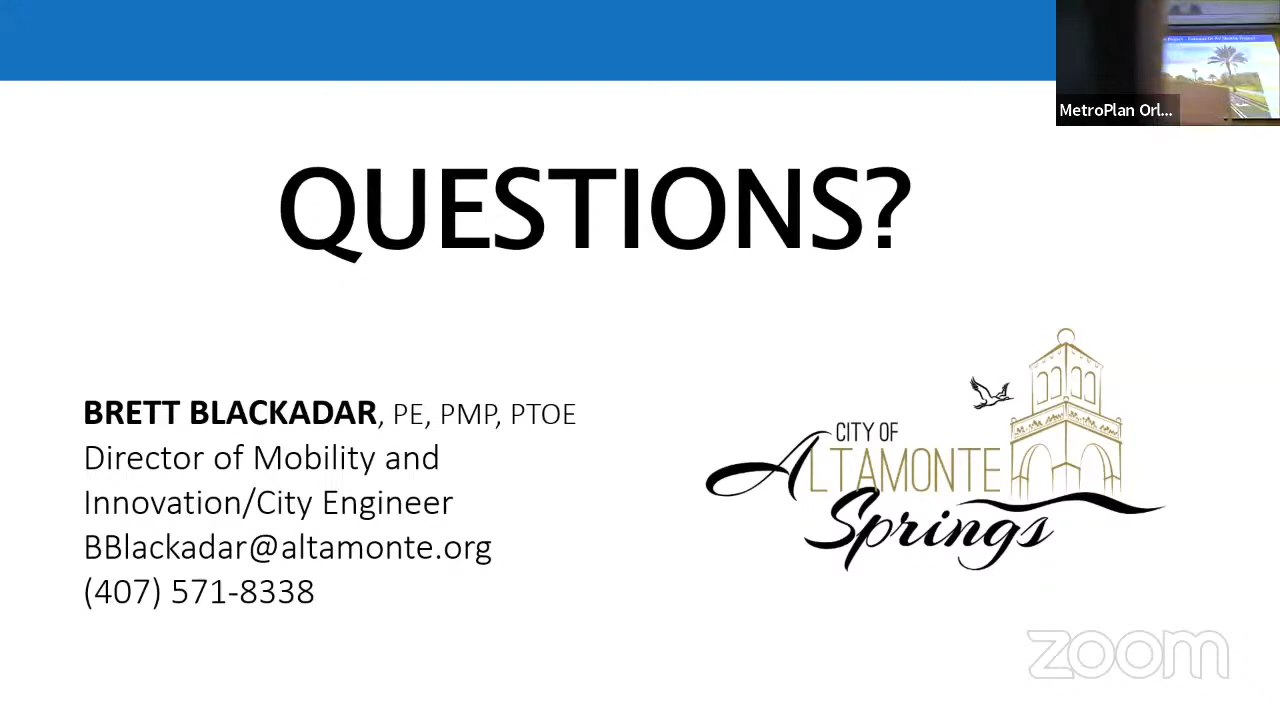 MetroPlan Orl...
QUESTIONS?
BRETT BLACKADAR, PE, PMP, PTOE
Director of Mobility and
Innovation/City Engineer
BBlackadar@altamonte.org
(407) 571-8338
CITY OF
ALTAMONTE
Springs
zoom